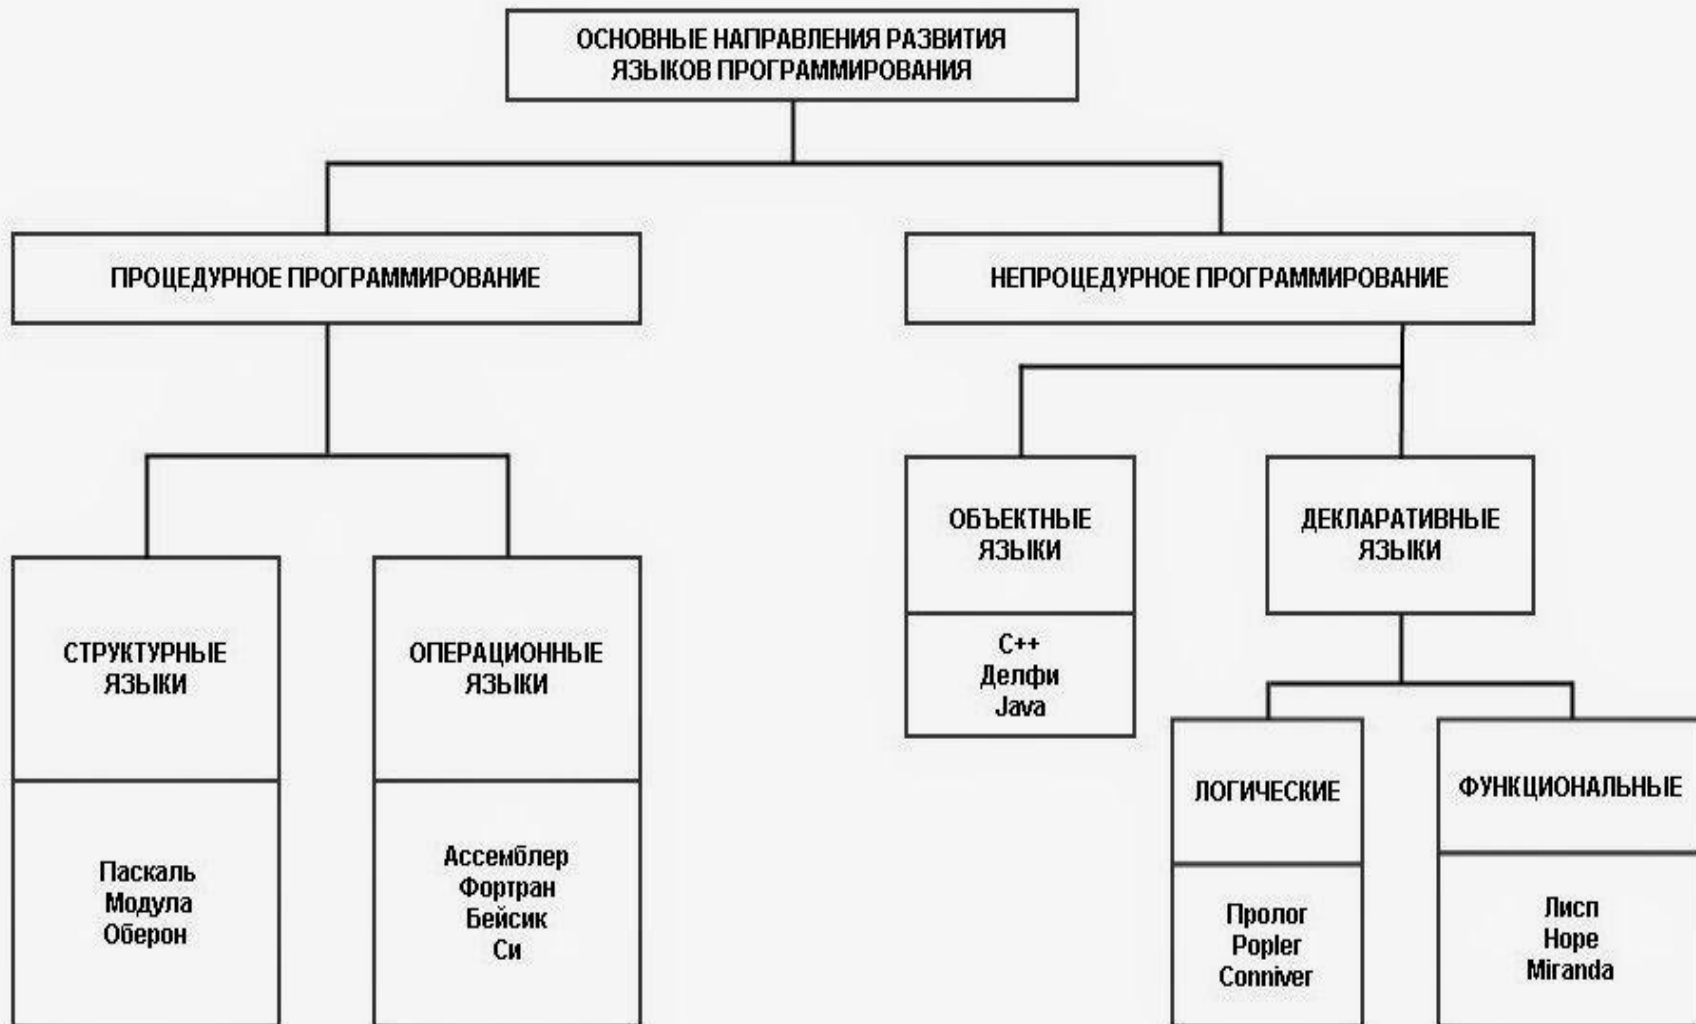 ОСНОВНЫЕ НАПРАВЛЕНИЯ РАЗВИТИЯ
ЯЗЫКОВ ПРОГРАММИРОВАНИЯ
ПРОЦЕДУРНОЕ ПРОГРАММИРОВАНИЕ
НЕПРОЦЕДУРНОЕ ПРОГРАММИРОВАНИЕ
СТРУКТУРНЫЕ
ЯЗЫКИ
Паскаль
Модула
Оберон
ОПЕРАЦИОННЫЕ
ЯЗЫКИ
Ассемблер
Фортран
Бейсик
Си
ОБЪЕКТНЫЕ
ЯЗЫКИ
C++
Делфи
Java
ДЕКЛАРАТИВНЫЕ
ЯЗЫКИ
ЛОГИЧЕСКИЕ
Пролог
Popler
Conniver
ФУНКЦИОНАЛЬНЫЕ
Лисп
Hope
Miranda